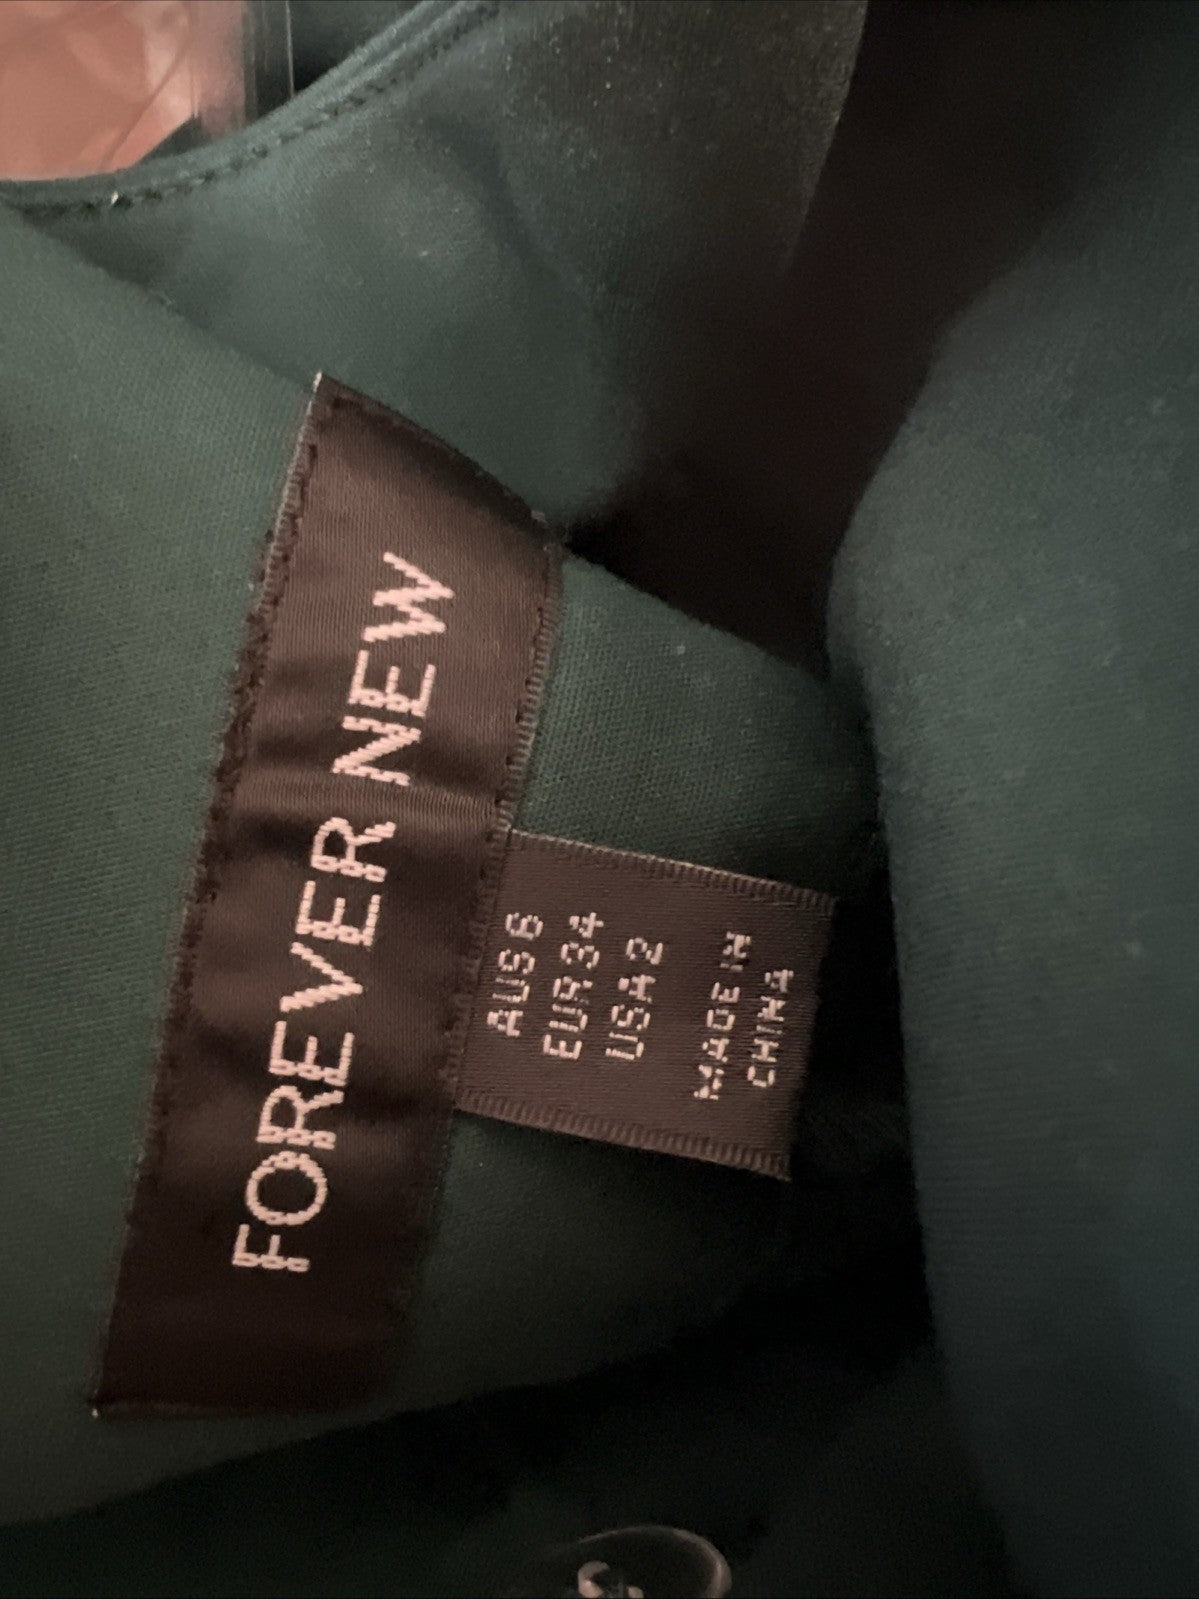 FOREVER NEW
AUS 6
EUR 34
USA 2
MADE IN
CHINA